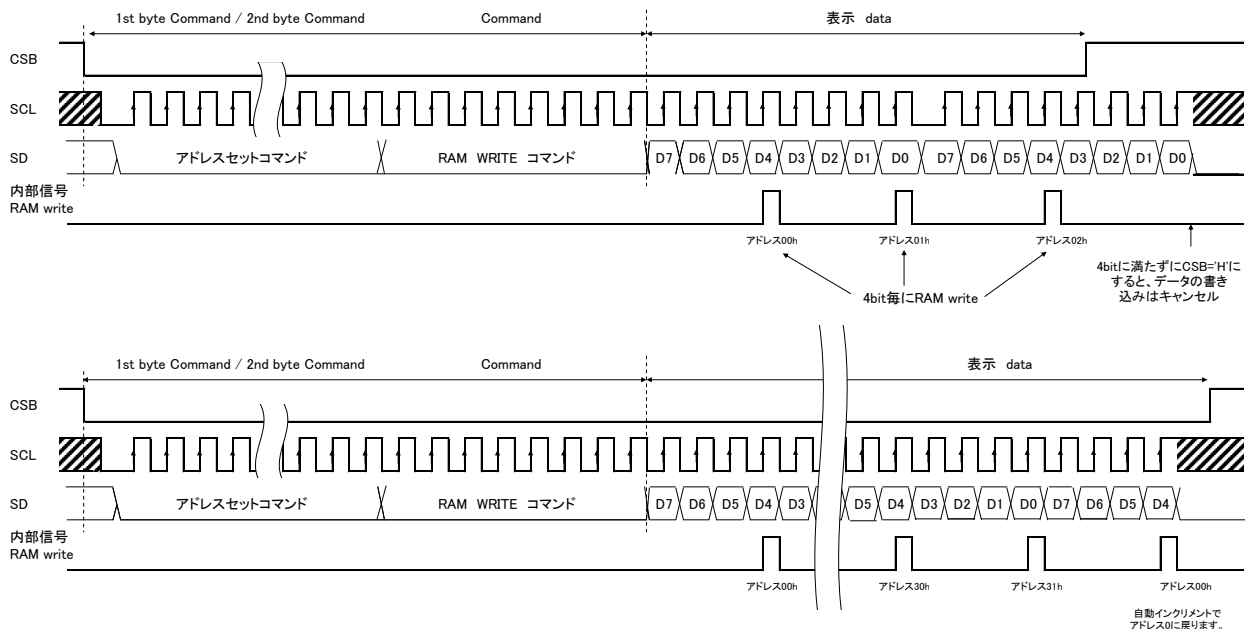 1st byte Command / 2nd byte Command Command 表示 data
CSB
SCL
SD アドレスセットコマンド RAM WRITE コマンド D7 D6 D5 D4 D3 D2 D1 D0 D7 D6 D5 D4 D3 D2 D1 D0
内部信号
RAM write
アドレス00h アドレス01h アドレス02h
4bit毎にRAM write
4bitに満たずにCSB='H'に
すると、データの書き
込みはキャンセル
1st byte Command / 2nd byte Command Command 表示 data
CSB
SCL
SD アドレスセットコマンド RAM WRITE コマンド D7 D6 D5 D4 D3 D5 D4 D3 D2 D1 D0 D7 D6 D5 D4
内部信号
RAM write
アドレス00h アドレス30h アドレス31h アドレス00h
自動インクリメントで
アドレス0に戻ります。